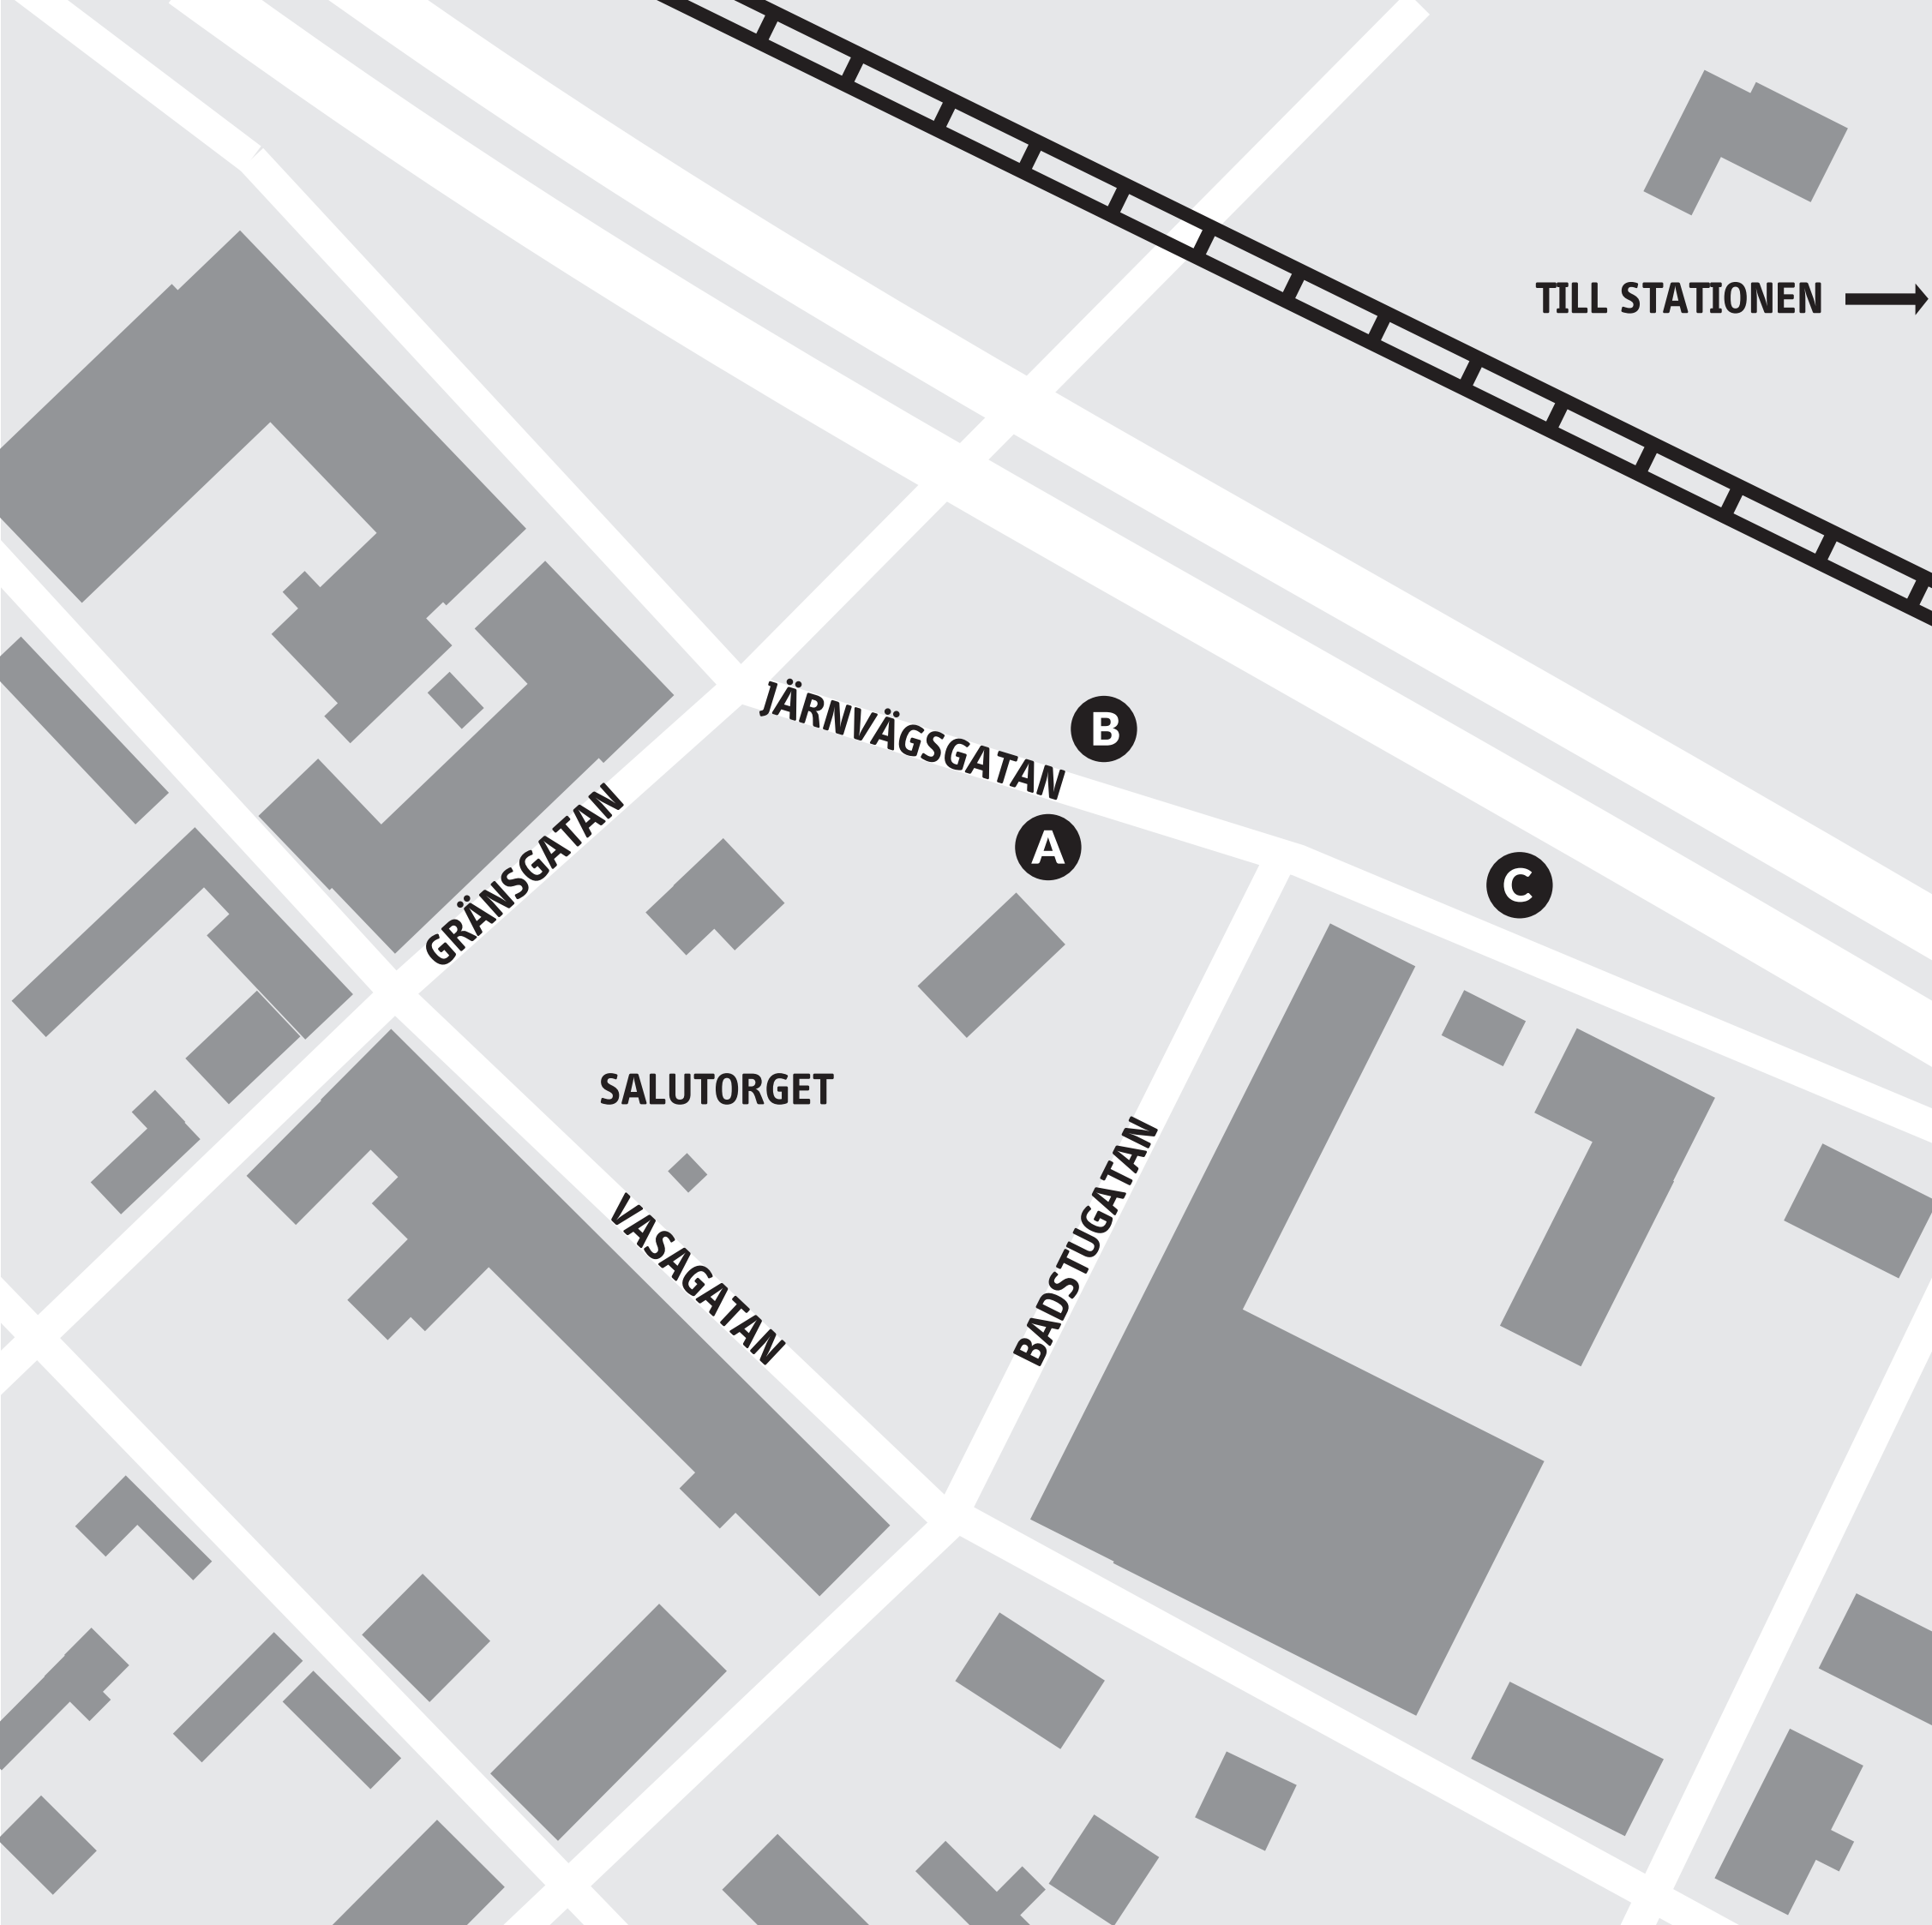 TILL STATIONEN
JÄRNVÄGSGATAN
B
A
C
GRÄNSGATAN
SALUTORGET
VASAGATAN
BADSTUGATAN